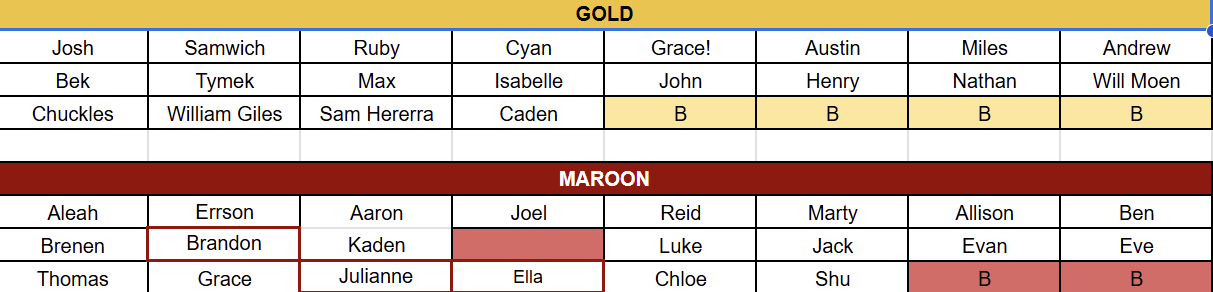 GOLD
Josh Samwich Ruby Cyan Grace! Austin Miles Andrew
Bek Tymek Max Isabelle John Henry Nathan Will Moen
Chuckles William Giles Sam Hererra Caden B B B B
MAROON
Aleah Errson Aaron Joel Reid Marty Allison Ben
Brenen Brandon Kaden Luke Jack Evan Eve
Thomas Grace Julianne Ella Chloe Shu B B